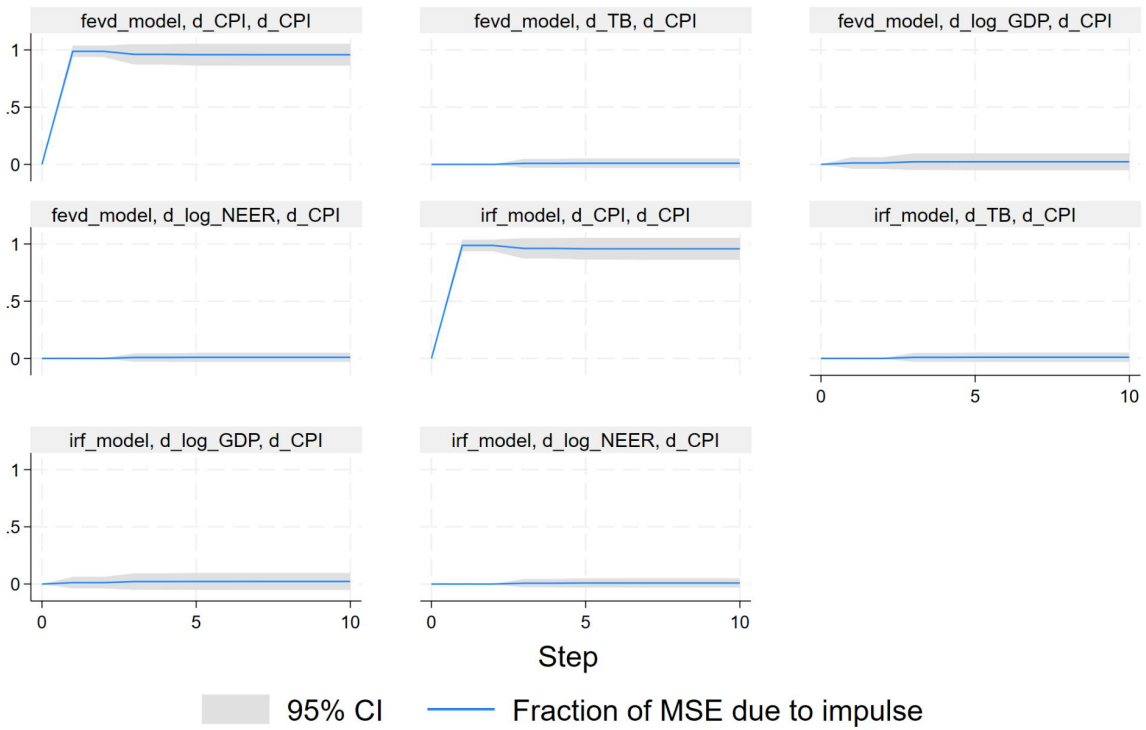 fevd_model, d_CPI, d_CPI
fevd_model, d_TB, d_CPI
fevd_model, d_log_GDP, d_CPI
1
.5
0
fevd_model, d_log_NEER, d_CPI
irf_model, d_CPI, d_CPI
irf_model, d_TB, d_CPI
1
.5
0
0 5 10
irf_model, d_log_GDP, d_CPI
irf_model, d_log_NEER, d_CPI
1
.5
0
0 5 10
0 5 10
Step
95% CI
Fraction of MSE due to impulse